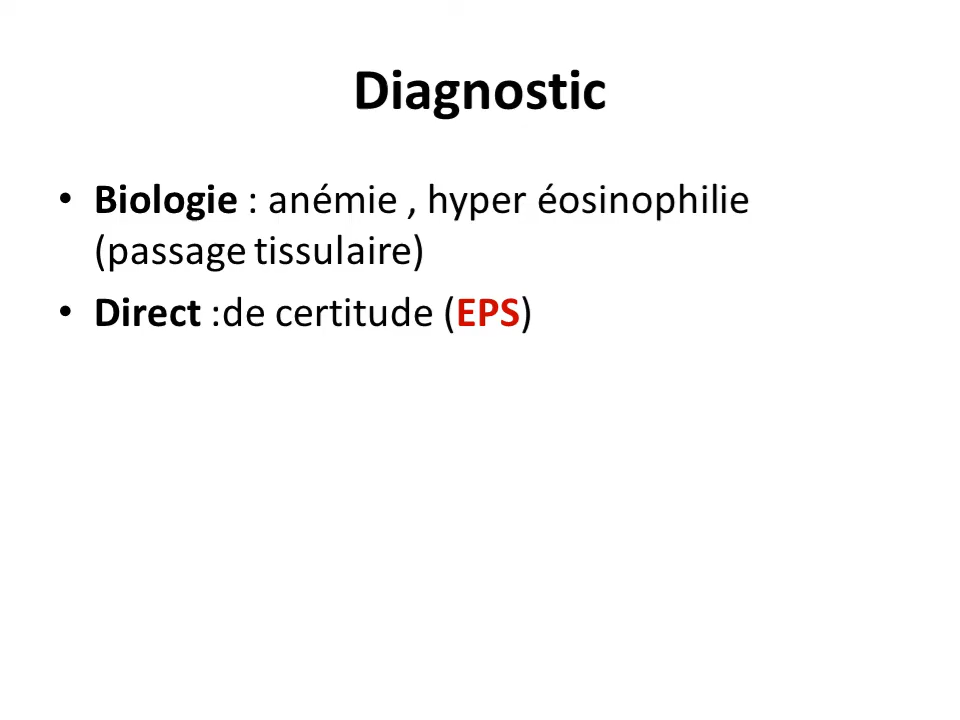 Diagnostic
• Biologie : anémie , hyper éosinophilie
(passage tissulaire)
• Direct :de certitude (EPS)